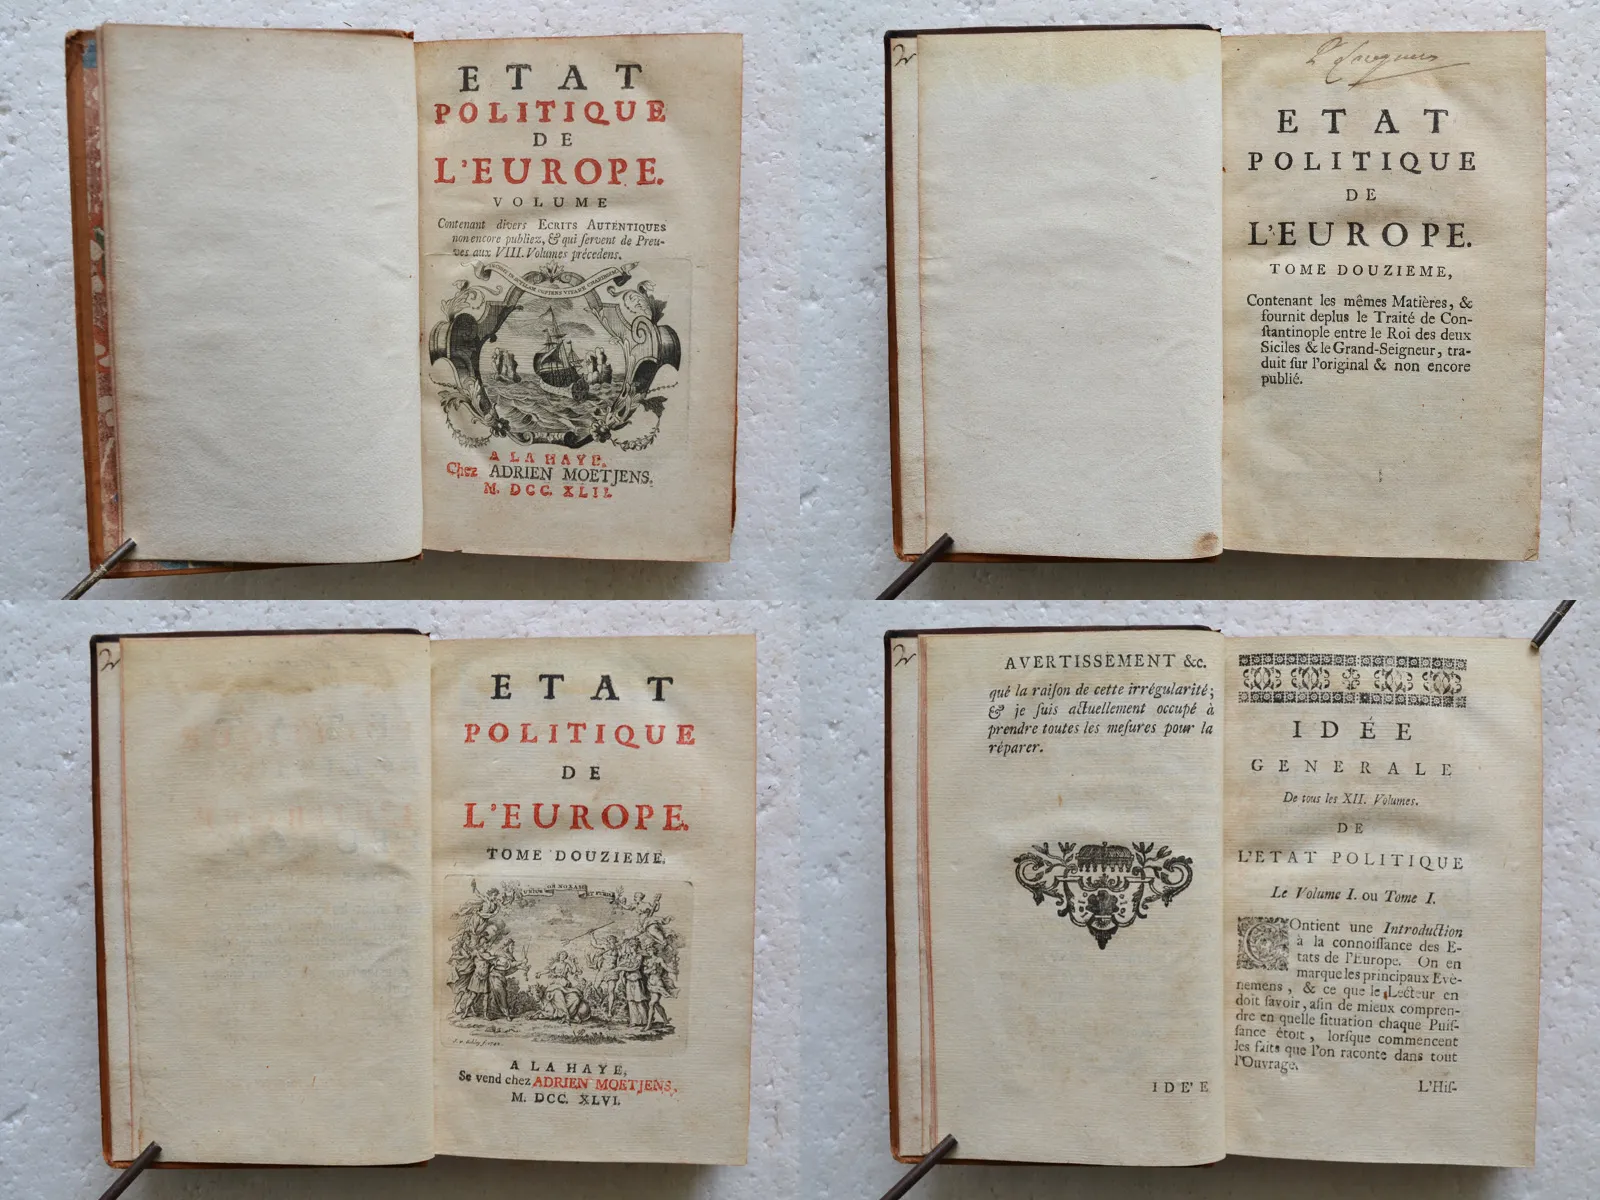 ETAT
POLITIQUE
DE
L'EUROPE.
VOLUME
Contenant divers ECRITS AUTENTIQUES
non encore publiez, & qui servent de Preu-
ves aux VIII. Volumes précedens.
A LA HAYE,
Chez ADRIEN MOETJENS.
M. DCC. XLII.
ETAT
POLITIQUE
DE
L'EUROPE.
TOME DOUZIEME,
Contenant les mêmes Matières, &
fournit deplus le Traité de Con-
stantinople entre le Roi des deux
Siciles & le Grand-Seigneur, tra-
duit sur l'original & non encore
publié.
ETAT
POLITIQUE
DE
L'EUROPE.
TOME DOUZIEME.
A LA HAYE,
Se vend chez ADRIEN MOETJENS,
M. DCC. XLVI.
AVERTISSEMENT &c.
qué la raison de cette irrégularité;
& je suis actuellement occupé à
prendre toutes les mesures pour la
réparer.
IDE'E
IDÉE
GENERALE
De tous les XII. Volumes.
DE
L'ETAT POLITIQUE
Le Volume I. ou Tome I.
COntient une Introduction
à la connoissance des E-
tats de l'Europe. On en
marque les principaux Evé-
nemens, & ce que le Lecteur en
doit savoir, afin de mieux compren-
dre en quelle situation chaque Puis-
sance étoit, lorsque commencent
les faits que l'on raconte dans tout
l'Ouvrage.
L'His-